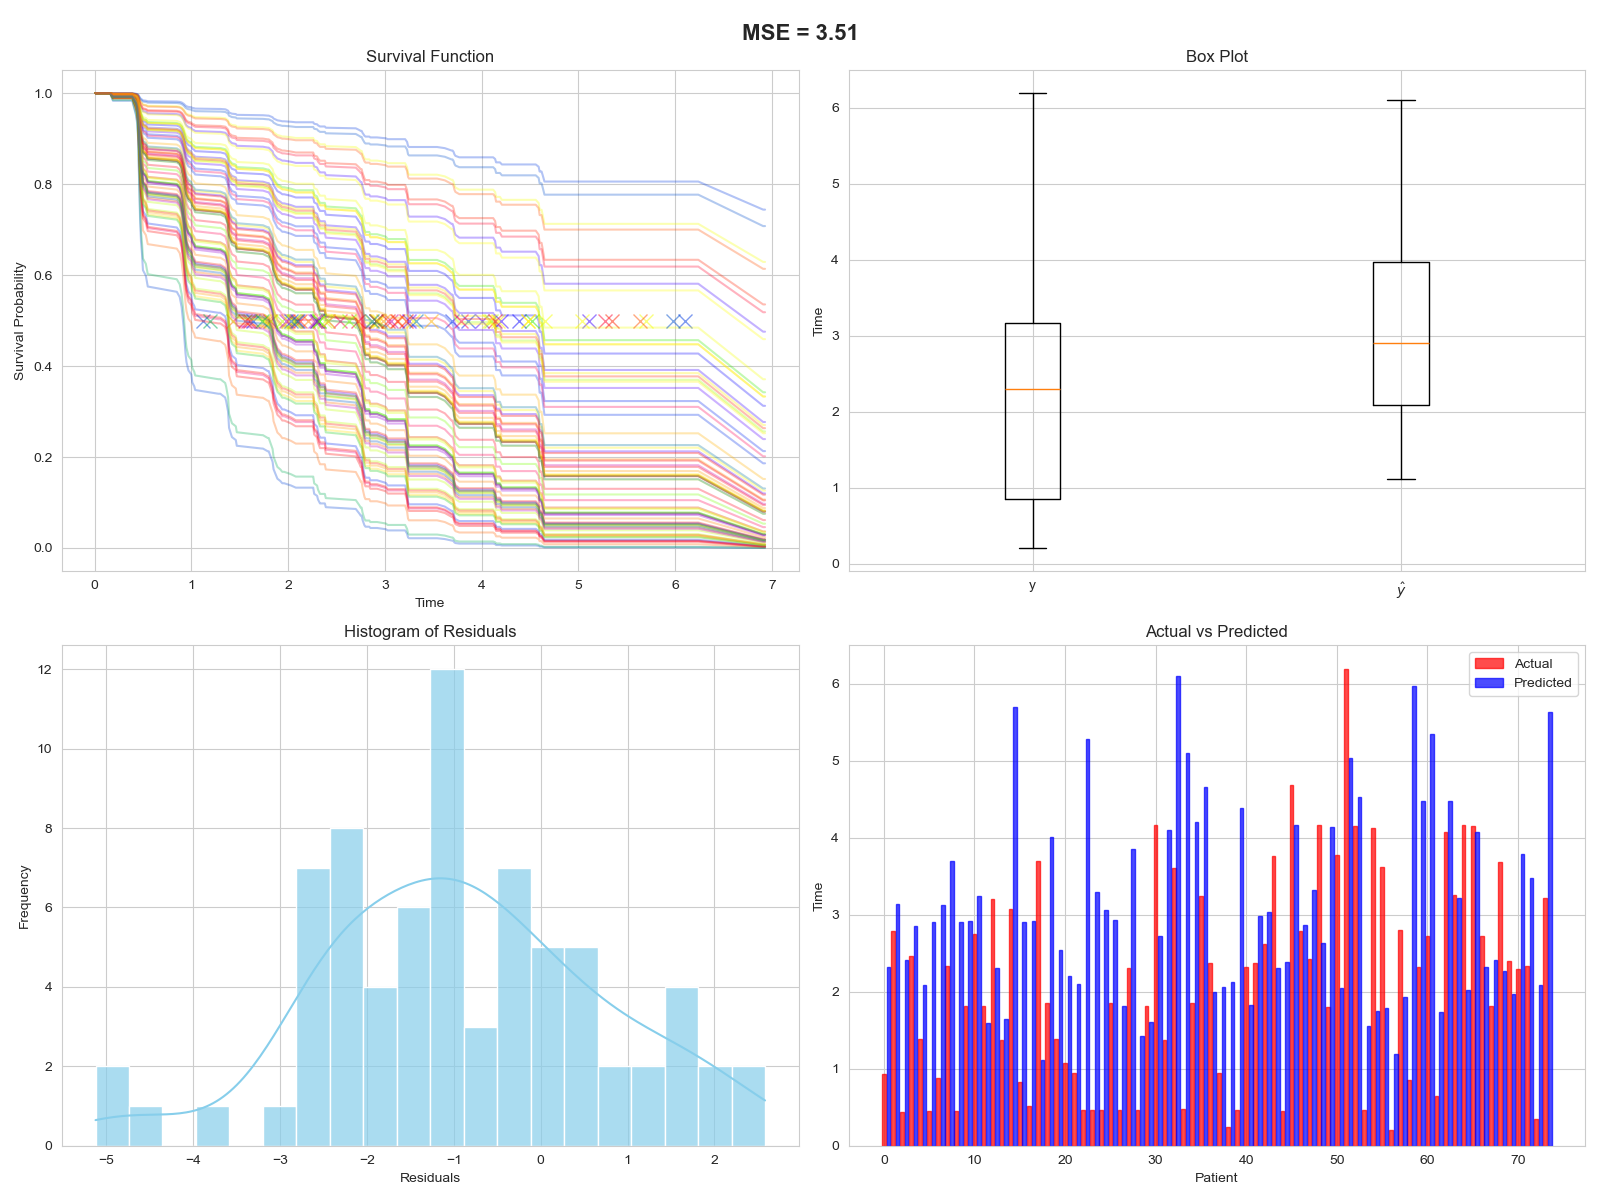 MSE = 3.51
Survival Function
Survival Probability
1.0
0.8
0.6
0.4
0.2
0.0
0 1 2 3 4 5 6 7
Time
Box Plot
Time
6
5
4
3
2
1
0
y ŷ
Histogram of Residuals
Frequency
12
10
8
6
4
2
0
−5 −4 −3 −2 −1 0 1 2
Residuals
Actual vs Predicted
Actual
Predicted
Time
6
5
4
3
2
1
0
0 10 20 30 40 50 60 70
Patient